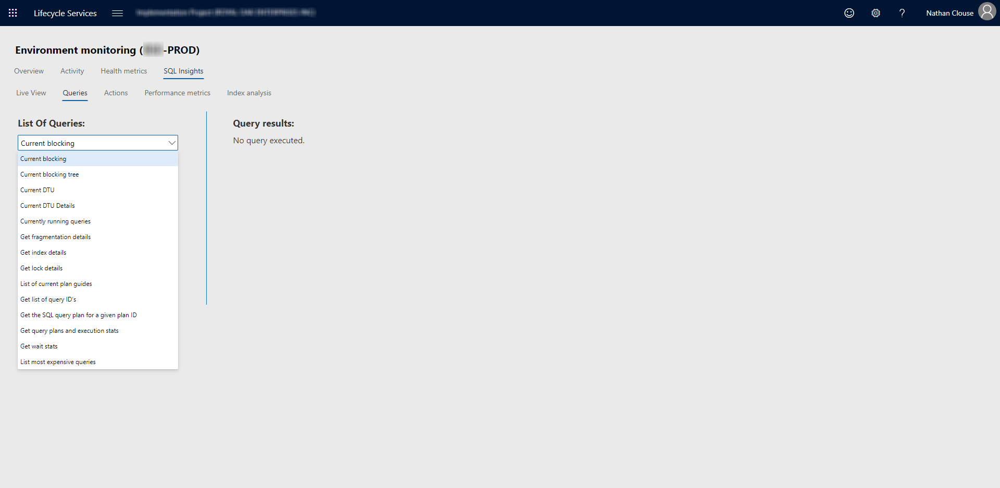 Lifecycle Services
Nathan Clouse
Environment monitoring ( -PROD)
Overview Activity Health metrics SQL Insights
Live View Queries Actions Performance metrics Index analysis
List Of Queries:
Current blocking
Current blocking
Current blocking tree
Current DTU
Current DTU Details
Currently running queries
Get fragmentation details
Get index details
Get lock details
List of current plan guides
Get list of query ID's
Get the SQL query plan for a given plan ID
Get query plans and execution stats
Get wait stats
List most expensive queries
Query results:
No query executed.